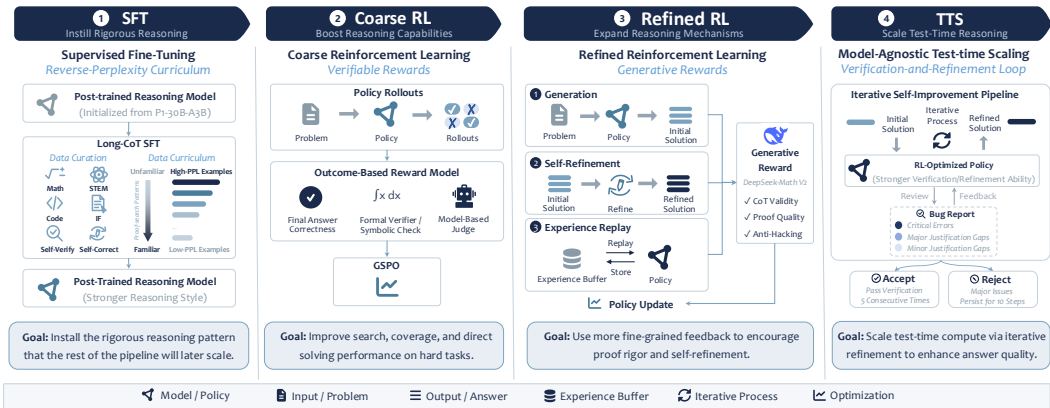 1 SFT
Instill Rigorous Reasoning
Supervised Fine-Tuning
Reverse-Perplexity Curriculum
Post-trained Reasoning Model
(Initialized from P1-30B-A3B)
Long-CoT SFT
Data Curation
Data Curriculum
Math
STEM
Code
IF
Self-Verify
Self-Correct
Unfamiliar
High-PPL Examples
Proof/search Patterns
...
Familiar
Low-PPL Examples
Post-Trained Reasoning Model
(Stronger Reasoning Style)
Goal: Install the rigorous reasoning pattern
that the rest of the pipeline will later scale.
2 Coarse RL
Boost Reasoning Capabilities
Coarse Reinforcement Learning
Verifiable Rewards
Policy Rollouts
Problem
Policy
Rollouts
Outcome-Based Reward Model
∫x dx
Final Answer
Correctness
Formal Verifier /
Symbolic Check
Model-Based
Judge
GSPO
Goal: Improve search, coverage, and direct
solving performance on hard tasks.
3 Refined RL
Expand Reasoning Mechanisms
Refined Reinforcement Learning
Generative Rewards
1 Generation
Problem
Policy
Initial
Solution
2 Self-Refinement
Initial
Solution
Refine
Refined
Solution
3 Experience Replay
Replay
Store
Experience Buffer
Policy
Generative
Reward
DeepSeek-Math V2
✓ CoT Validity
✓ Proof Quality
✓ Anti-Hacking
Policy Update
Goal: Use more fine-grained feedback to encourage
proof rigor and self-refinement.
4 TTS
Scale Test-Time Reasoning
Model-Agnostic Test-time Scaling
Verification-and-Refinement Loop
Iterative Self-Improvement Pipeline
Initial
Solution
Iterative
Process
Refined
Solution
RL-Optimized Policy
(Stronger Verification/Refinement Ability)
Review
Feedback
Bug Report
Critical Errors
Major Justification Gaps
Minor Justification Gaps
Accept
Pass Verification
5 Consecutive Times
Reject
Major Issues
Persist for 10 Steps
Goal: Scale test-time compute via iterative
refinement to enhance answer quality.
Model / Policy
Input / Problem
Output / Answer
Experience Buffer
Iterative Process
Optimization